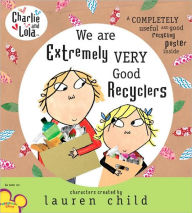 Charlie
and Lola
We are
Extremely VERY
Good
Recyclers
A COMPLETELY
useful and good
recycling
poster
inside
characters created by
lauren child